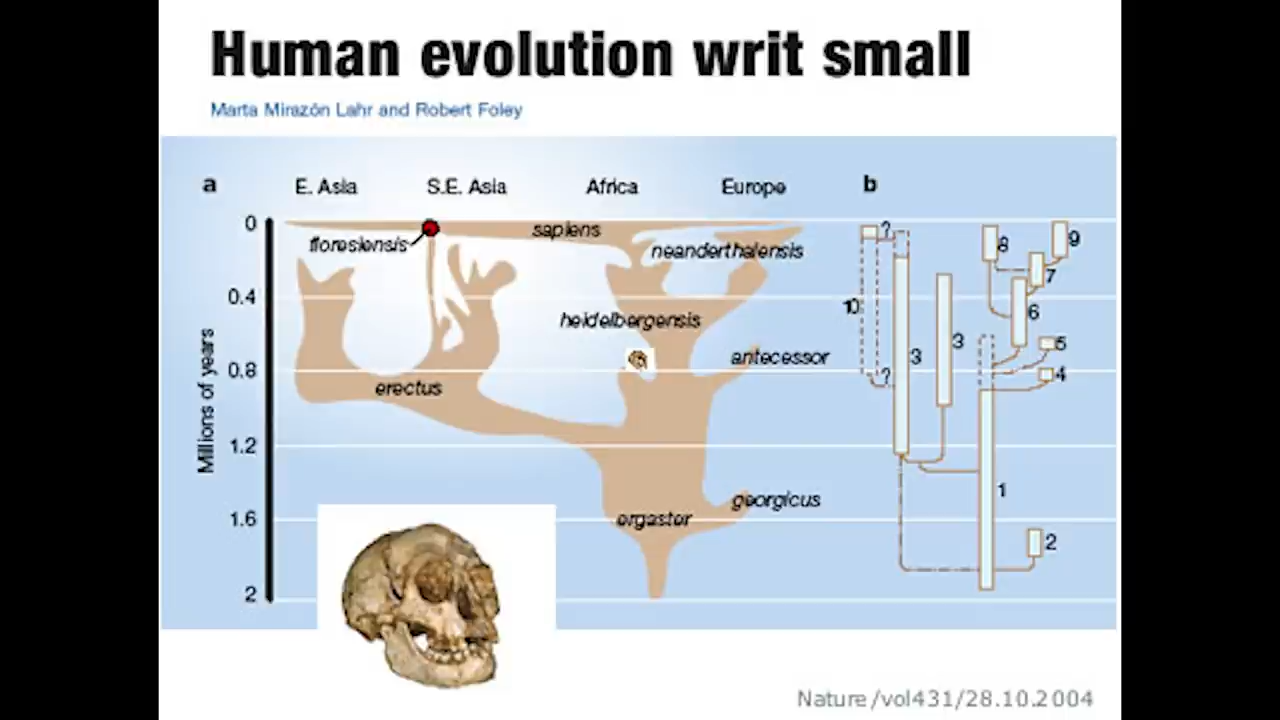 Human evolution writ small
Marta Mirazón Lahr and Robert Foley
a
E. Asia
S.E. Asia
Africa
Europe
b
Millions of years
0
0.4
0.8
1.2
1.6
2
floresiensis
sapiens
neanderthalensis
heidelbergensis
antecessor
erectus
georgicus
ergaster
?
8
9
7
10
6
3
3
5
?
4
1
2
Nature/vol431/28.10.2004